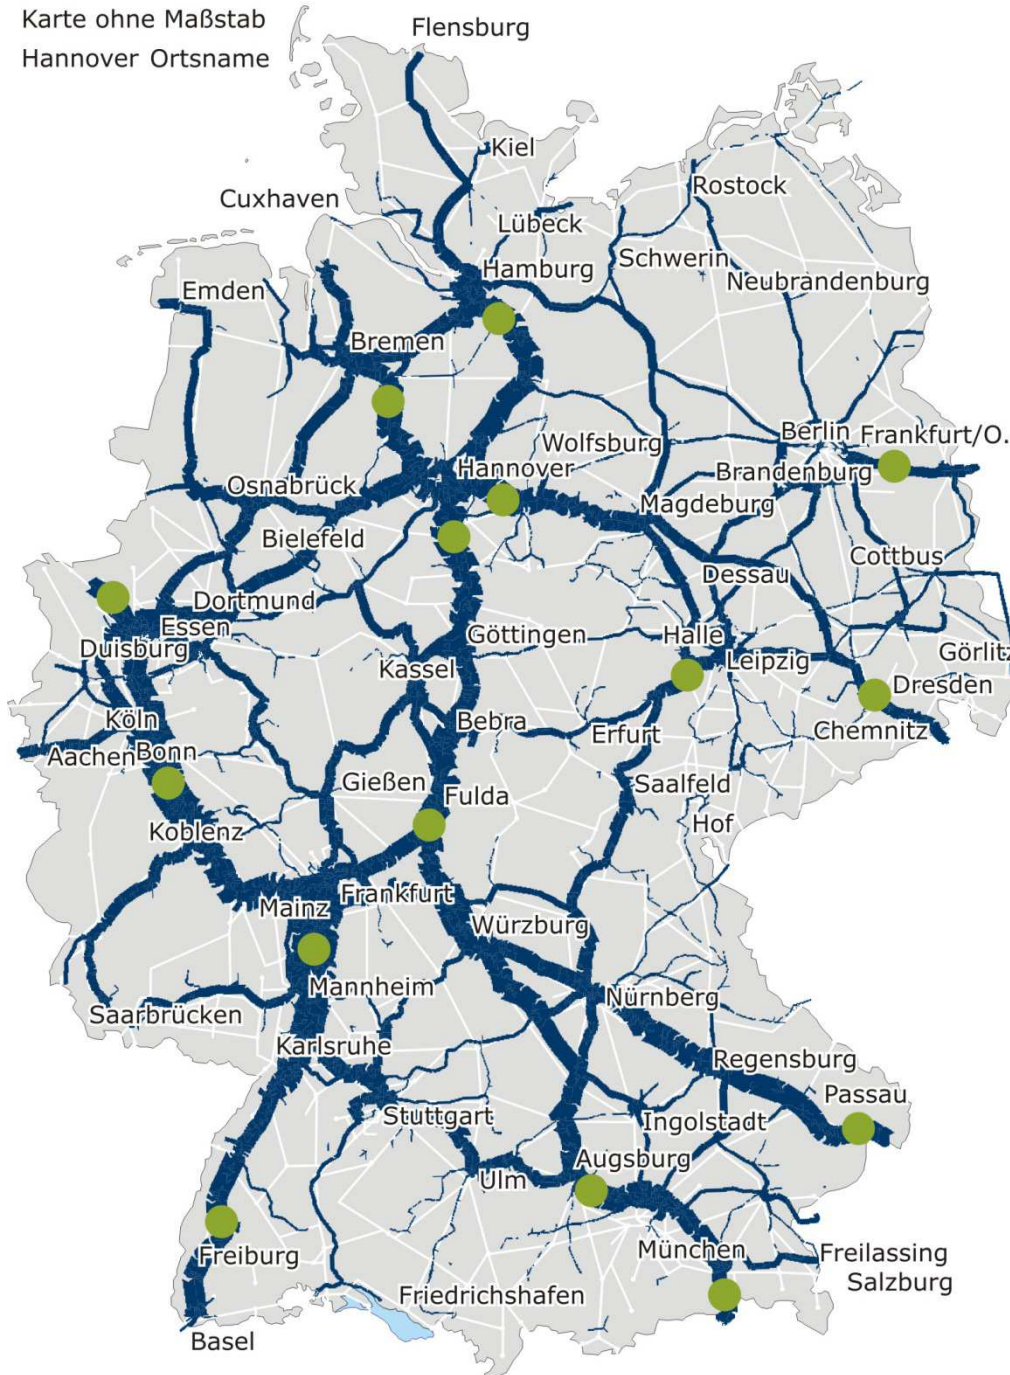 Karte ohne Maßstab
Hannover Ortsname
Flensburg
Kiel
Rostock
Cuxhaven
Lübeck
Schwerin
Hamburg
Neubrandenburg
Emden
Bremen
Berlin Frankfurt/O.
Wolfsburg
Hannover
Brandenburg
Osnabrück
Magdeburg
Bielefeld
Cottbus
Dessau
Dortmund
Essen
Göttingen
Halle
Duisburg
Görlitz
Leipzig
Kassel
Dresden
Köln
Bebra
Chemnitz
Erfurt
Aachen
Bonn
Gießen
Saalfeld
Fulda
Hof
Koblenz
Frankfurt
Mainz
Würzburg
Mannheim
Nürnberg
Saarbrücken
Karlsruhe
Regensburg
Passau
Stuttgart
Ingolstadt
Augsburg
Ulm
München
Freilassing
Freiburg
Salzburg
Friedrichshafen
Basel